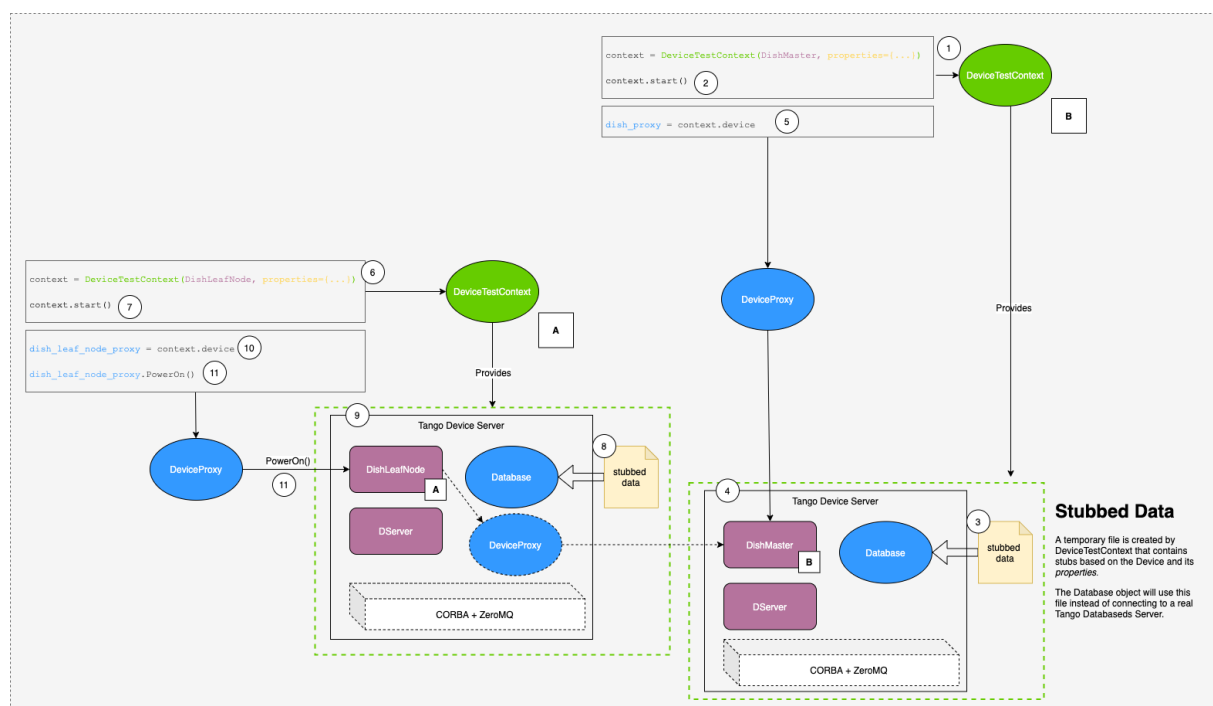 context = DeviceTestContext(DishMaster, properties={...})
1
context.start()
2
DeviceTestContext
B
dish_proxy = context.device
5
context = DeviceTestContext(DishLeafNode, properties={...})
6
context.start()
7
DeviceTestContext
A
dish_leaf_node_proxy = context.device
10
dish_leaf_node_proxy.PowerOn()
11
DeviceProxy
Provides
Provides
9
Tango Device Server
8
DeviceProxy
PowerOn()
11
DishLeafNode
A
Database
stubbed
data
DServer
DeviceProxy
CORBA + ZeroMQ
4
Tango Device Server
3
DishMaster
B
Database
stubbed
data
DServer
CORBA + ZeroMQ
Stubbed Data
A temporary file is created by
DeviceTestContext that contains
stubs based on the Device and its
properties.
The Database object will use this
file instead of connecting to a real
Tango Databaseds Server.